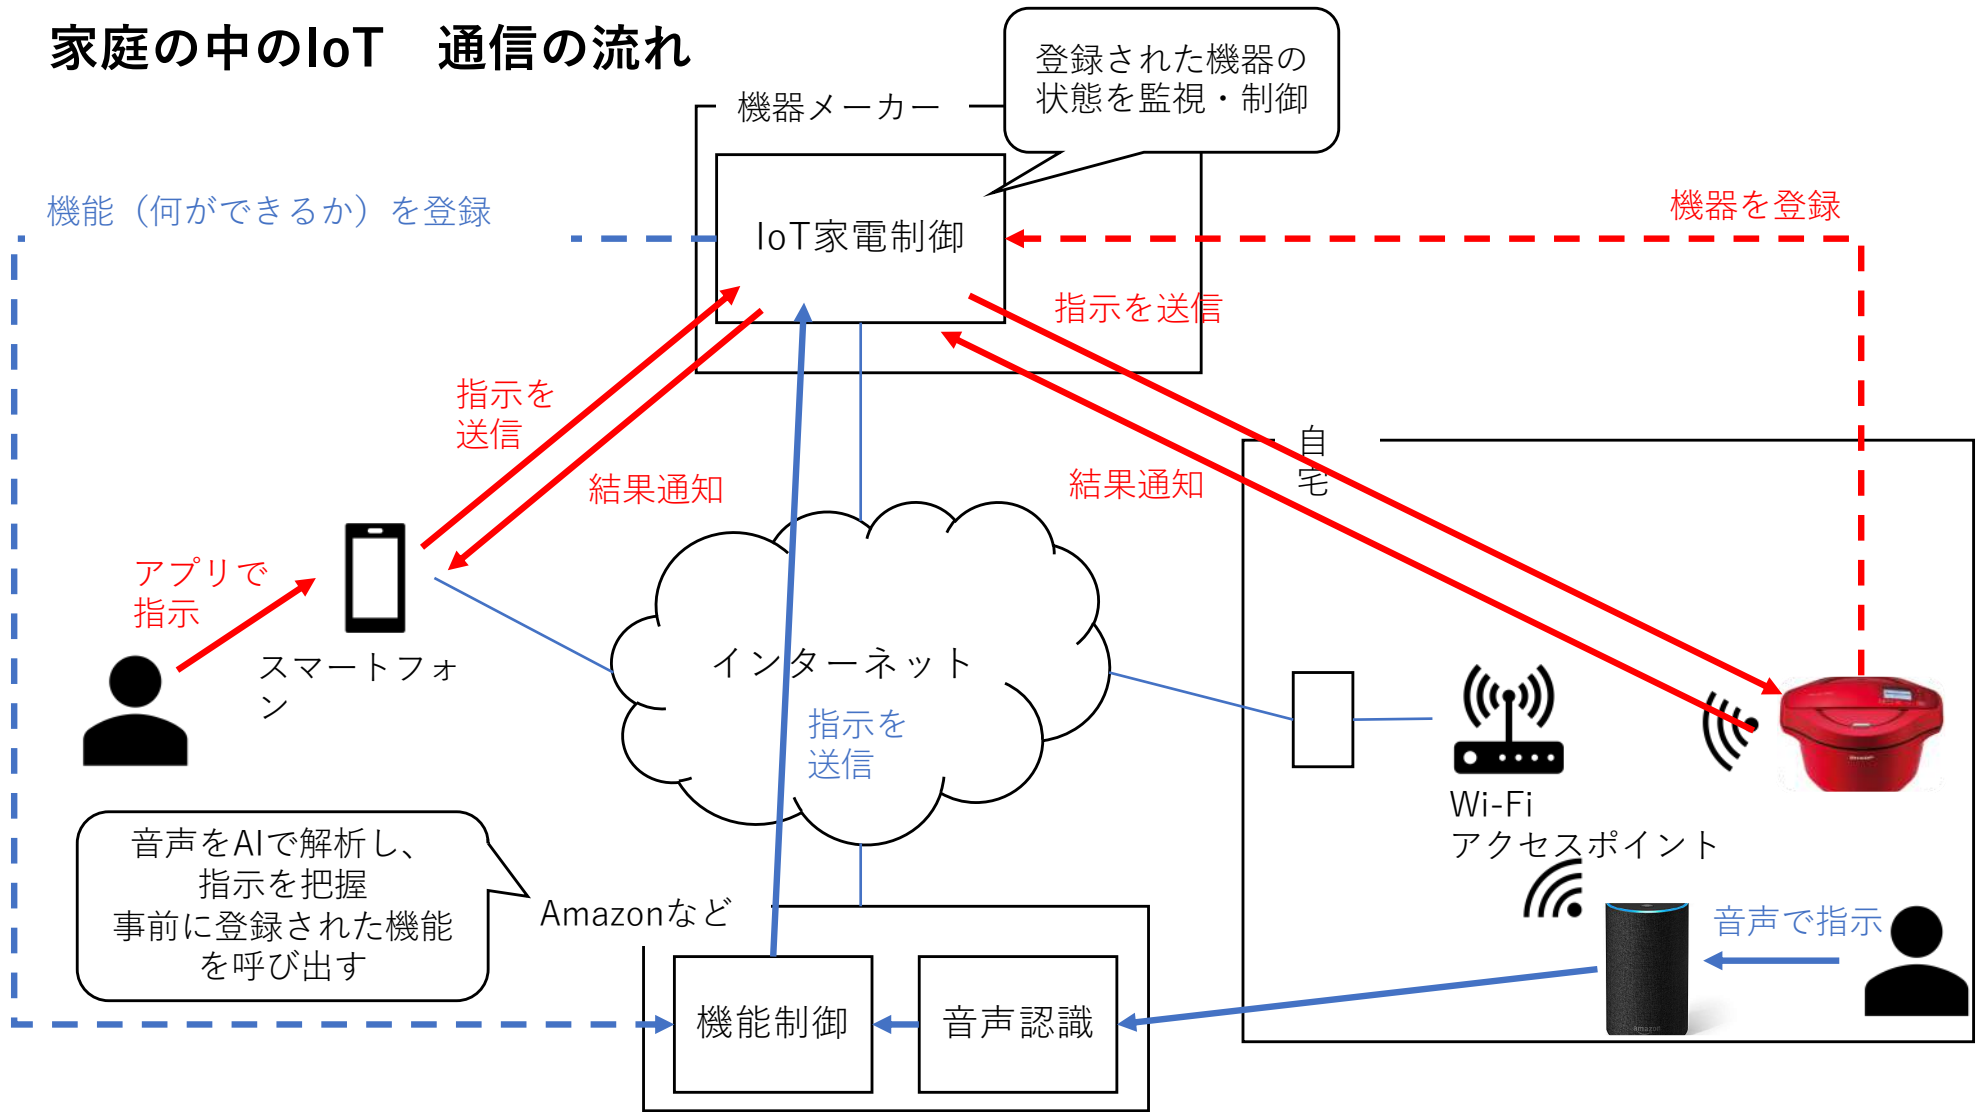 家庭の中のIoT　通信の流れ
登録された機器の
状態を監視・制御
機器メーカー
機能（何ができるか）を登録
機器を登録
IoT家電制御
指示を送信
指示を
送信
結果通知
自
宅
結果通知
アプリで
指示
スマートフォ
ン
インターネット
指示を
送信
Wi-Fi
アクセスポイント
音声をAIで解析し、
指示を把握
事前に登録された機能
を呼び出す
Amazonなど
音声で指示
機能制御
音声認識
amazon